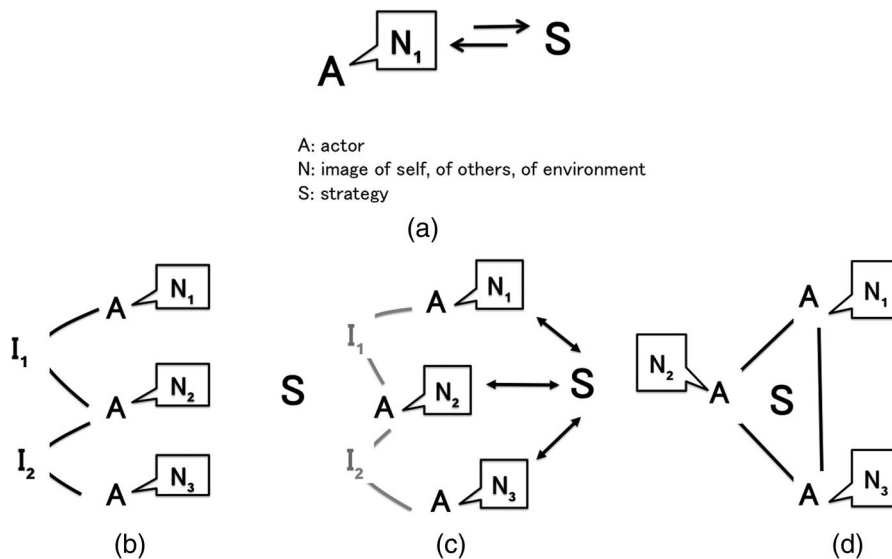 A N₁ S
A: actor
N: image of self, of others, of environment
S: strategy
(a)
A N₁
I₁
A N₂
I₂
A N₃
(b)
S
A N₁
I₁
A N₂
S
I₂
A N₃
(c)
A N₁
N₂
A
S
A N₃
(d)